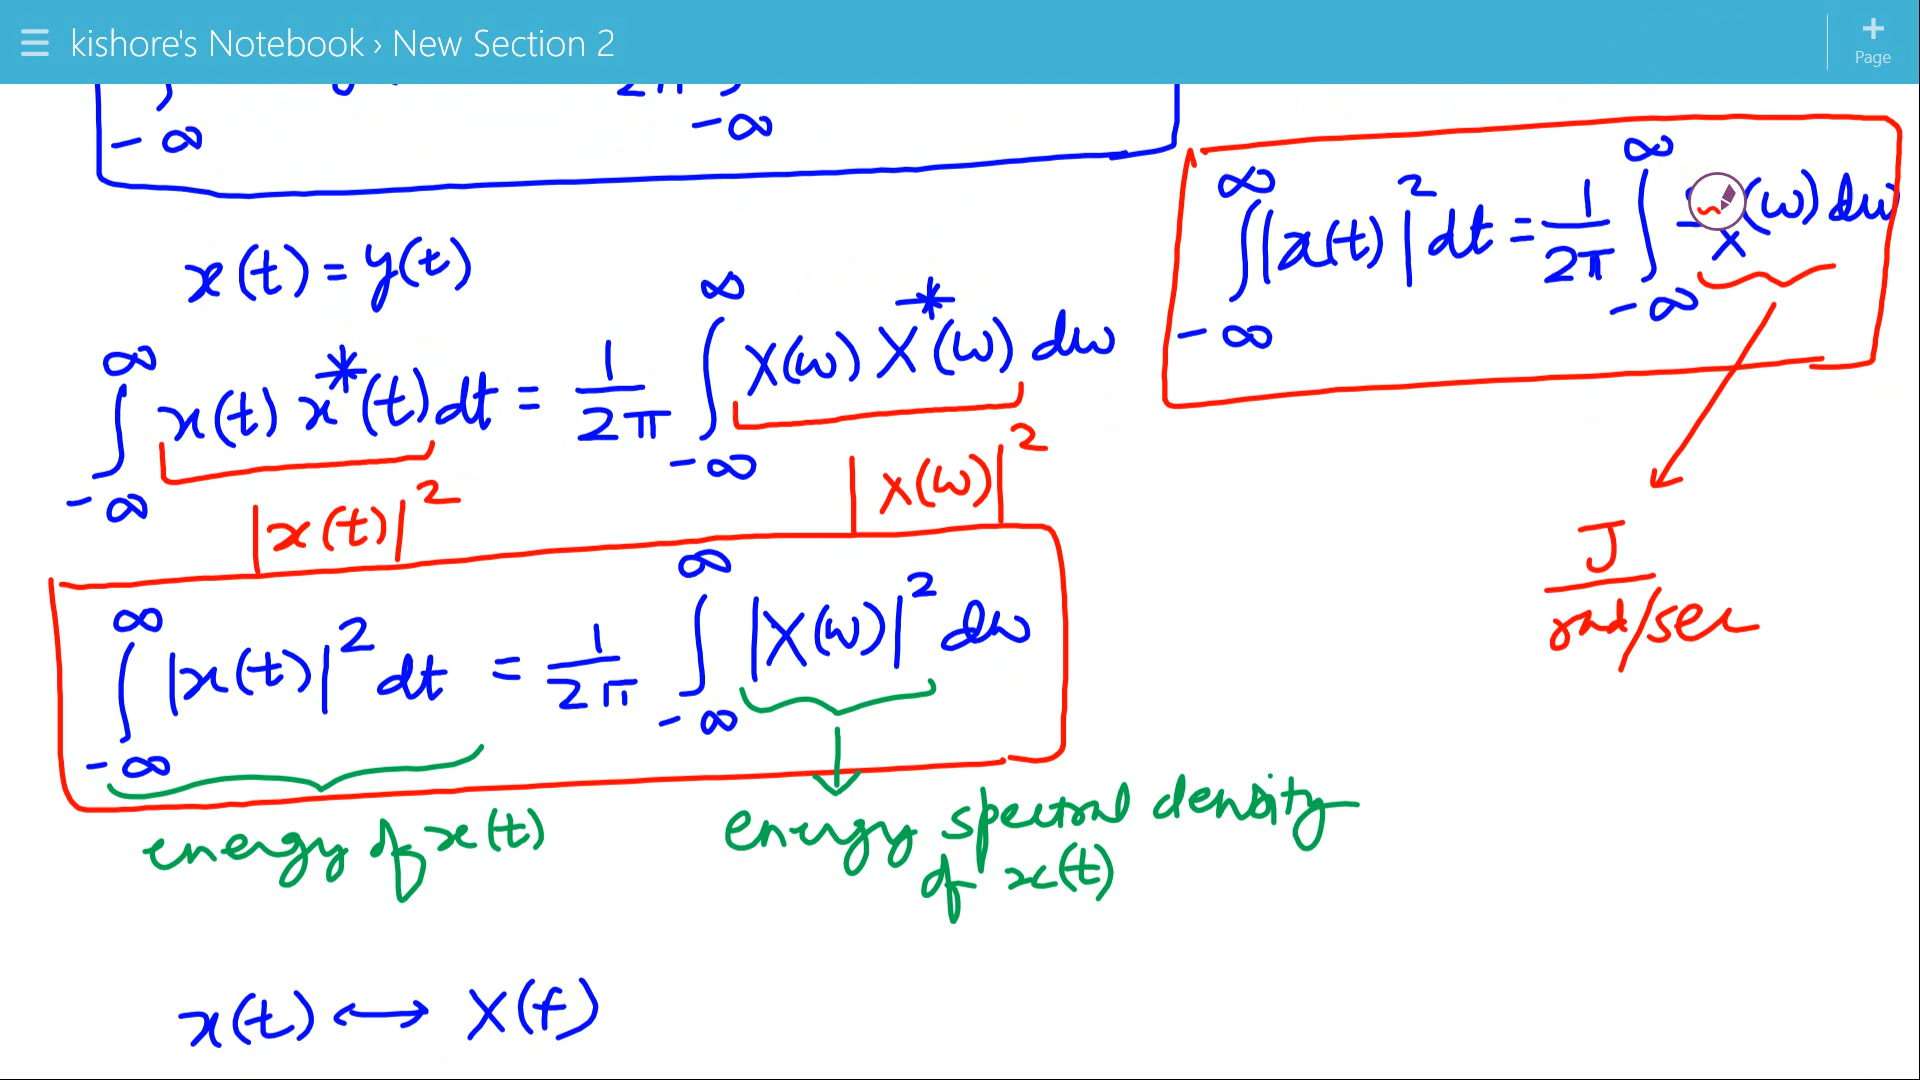 kishore's Notebook › New Section 2
+
Page
-∞ 2π -∞
x(t) = y(t)
∫_{-∞}^{∞} x(t) x*(t) dt = 1/2π ∫_{-∞}^{∞} X(ω) X*(ω) dω
|x(t)|² |X(ω)|²
∫_{-∞}^{∞} |x(t)|² dt = 1/2π ∫_{-∞}^{∞} |X(ω)|² dω
energy of x(t)
energy spectral density
of x(t)
x(t) ⟷ X(f)
∫_{-∞}^{∞} |x(t)|² dt = 1/2π ∫_{-∞}^{∞} x(ω) dω
J
rad/sec